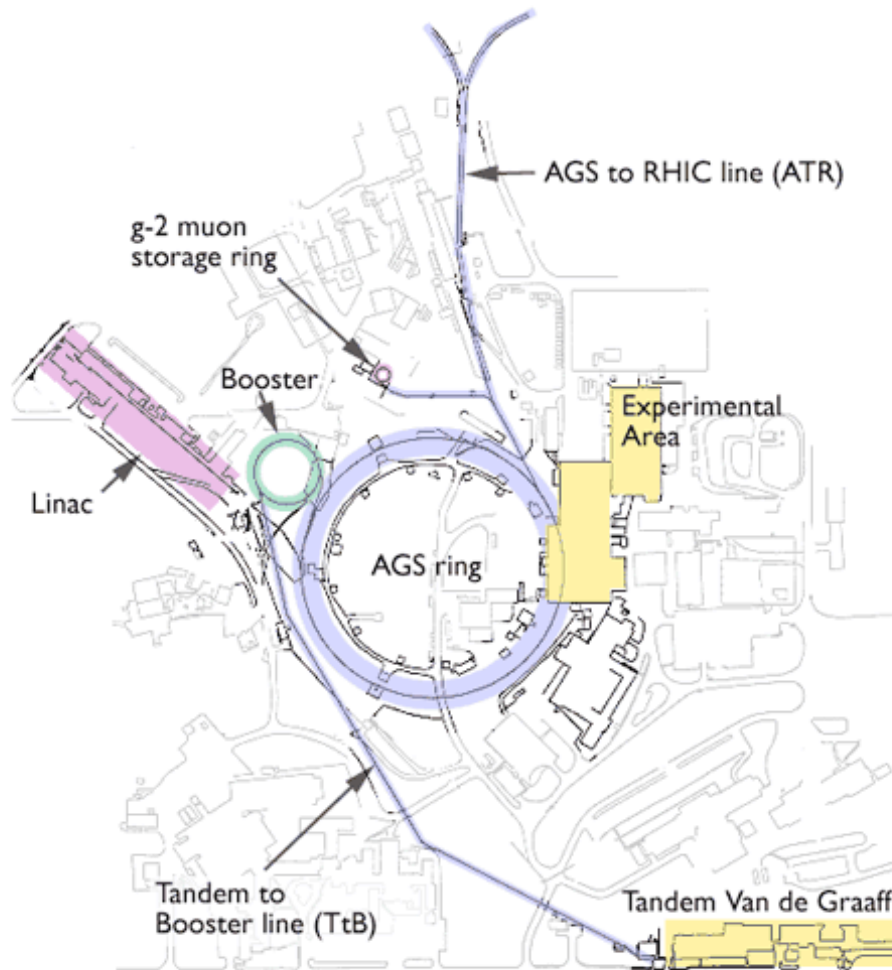 AGS to RHIC line (ATR)
g-2 muon
storage ring
Booster
Experimental
Area
Linac
AGS ring
Tandem to
Booster line (TtB)
Tandem Van de Graaff